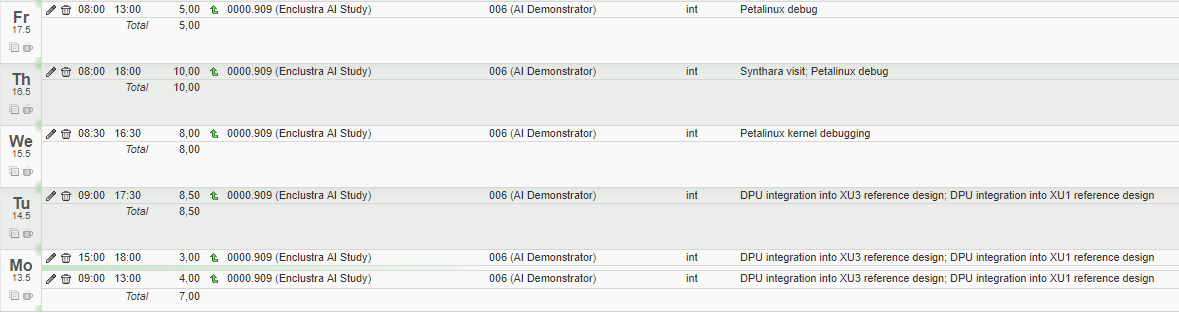 Fr
17.5
08:00 13:00 5,00 0000.909 (Enclustra AI Study) 006 (AI Demonstrator) int Petalinux debug
Total 5,00
Th
16.5
08:00 18:00 10,00 0000.909 (Enclustra AI Study) 006 (AI Demonstrator) int Synthara visit; Petalinux debug
Total 10,00
We
15.5
08:30 16:30 8,00 0000.909 (Enclustra AI Study) 006 (AI Demonstrator) int Petalinux kernel debugging
Total 8,00
Tu
14.5
09:00 17:30 8,50 0000.909 (Enclustra AI Study) 006 (AI Demonstrator) int DPU integration into XU3 reference design; DPU integration into XU1 reference design
Total 8,50
Mo
13.5
15:00 18:00 3,00 0000.909 (Enclustra AI Study) 006 (AI Demonstrator) int DPU integration into XU3 reference design; DPU integration into XU1 reference design
09:00 13:00 4,00 0000.909 (Enclustra AI Study) 006 (AI Demonstrator) int DPU integration into XU3 reference design; DPU integration into XU1 reference design
Total 7,00